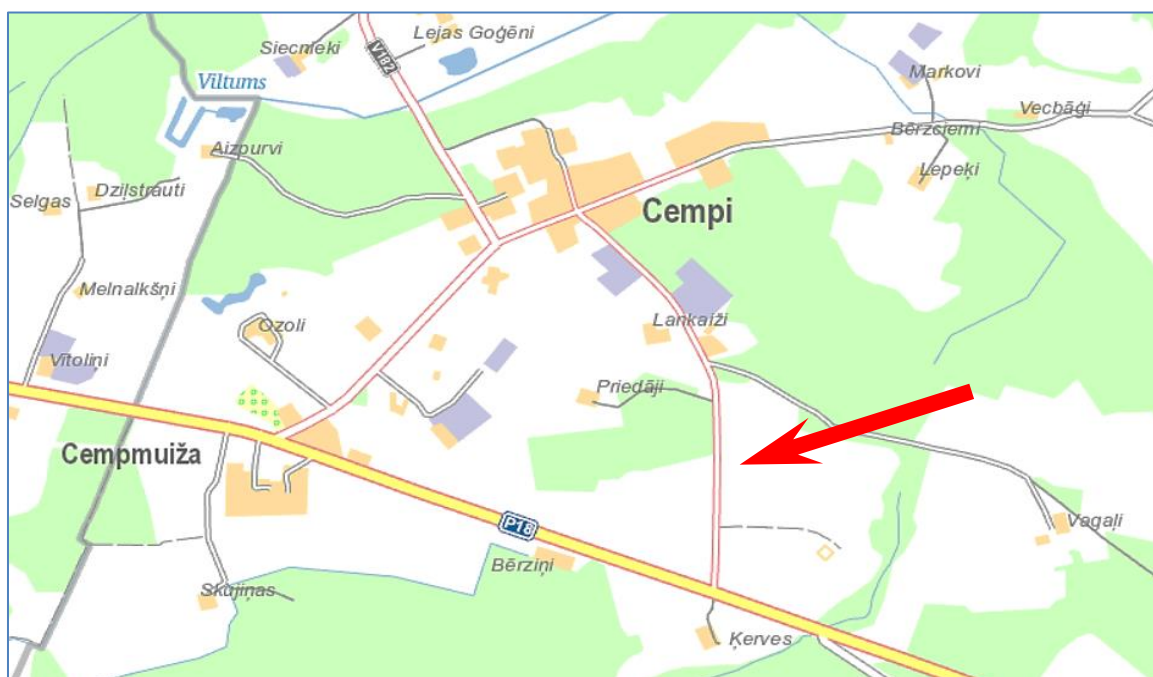 Siecnieki
Lejas Goģēni
V182
Viltums
Markovi
Vecbāģi
Bērzciemi
Aizpurvi
Lepeķi
Dziļstrauti
Selgas
Cempi
Melnalkšņi
Ozoli
Lankaiži
Vītoliņi
Priedāji
Cempmuiža
P18
Vagaļi
Bērziņi
Skujiņas
Ķerves